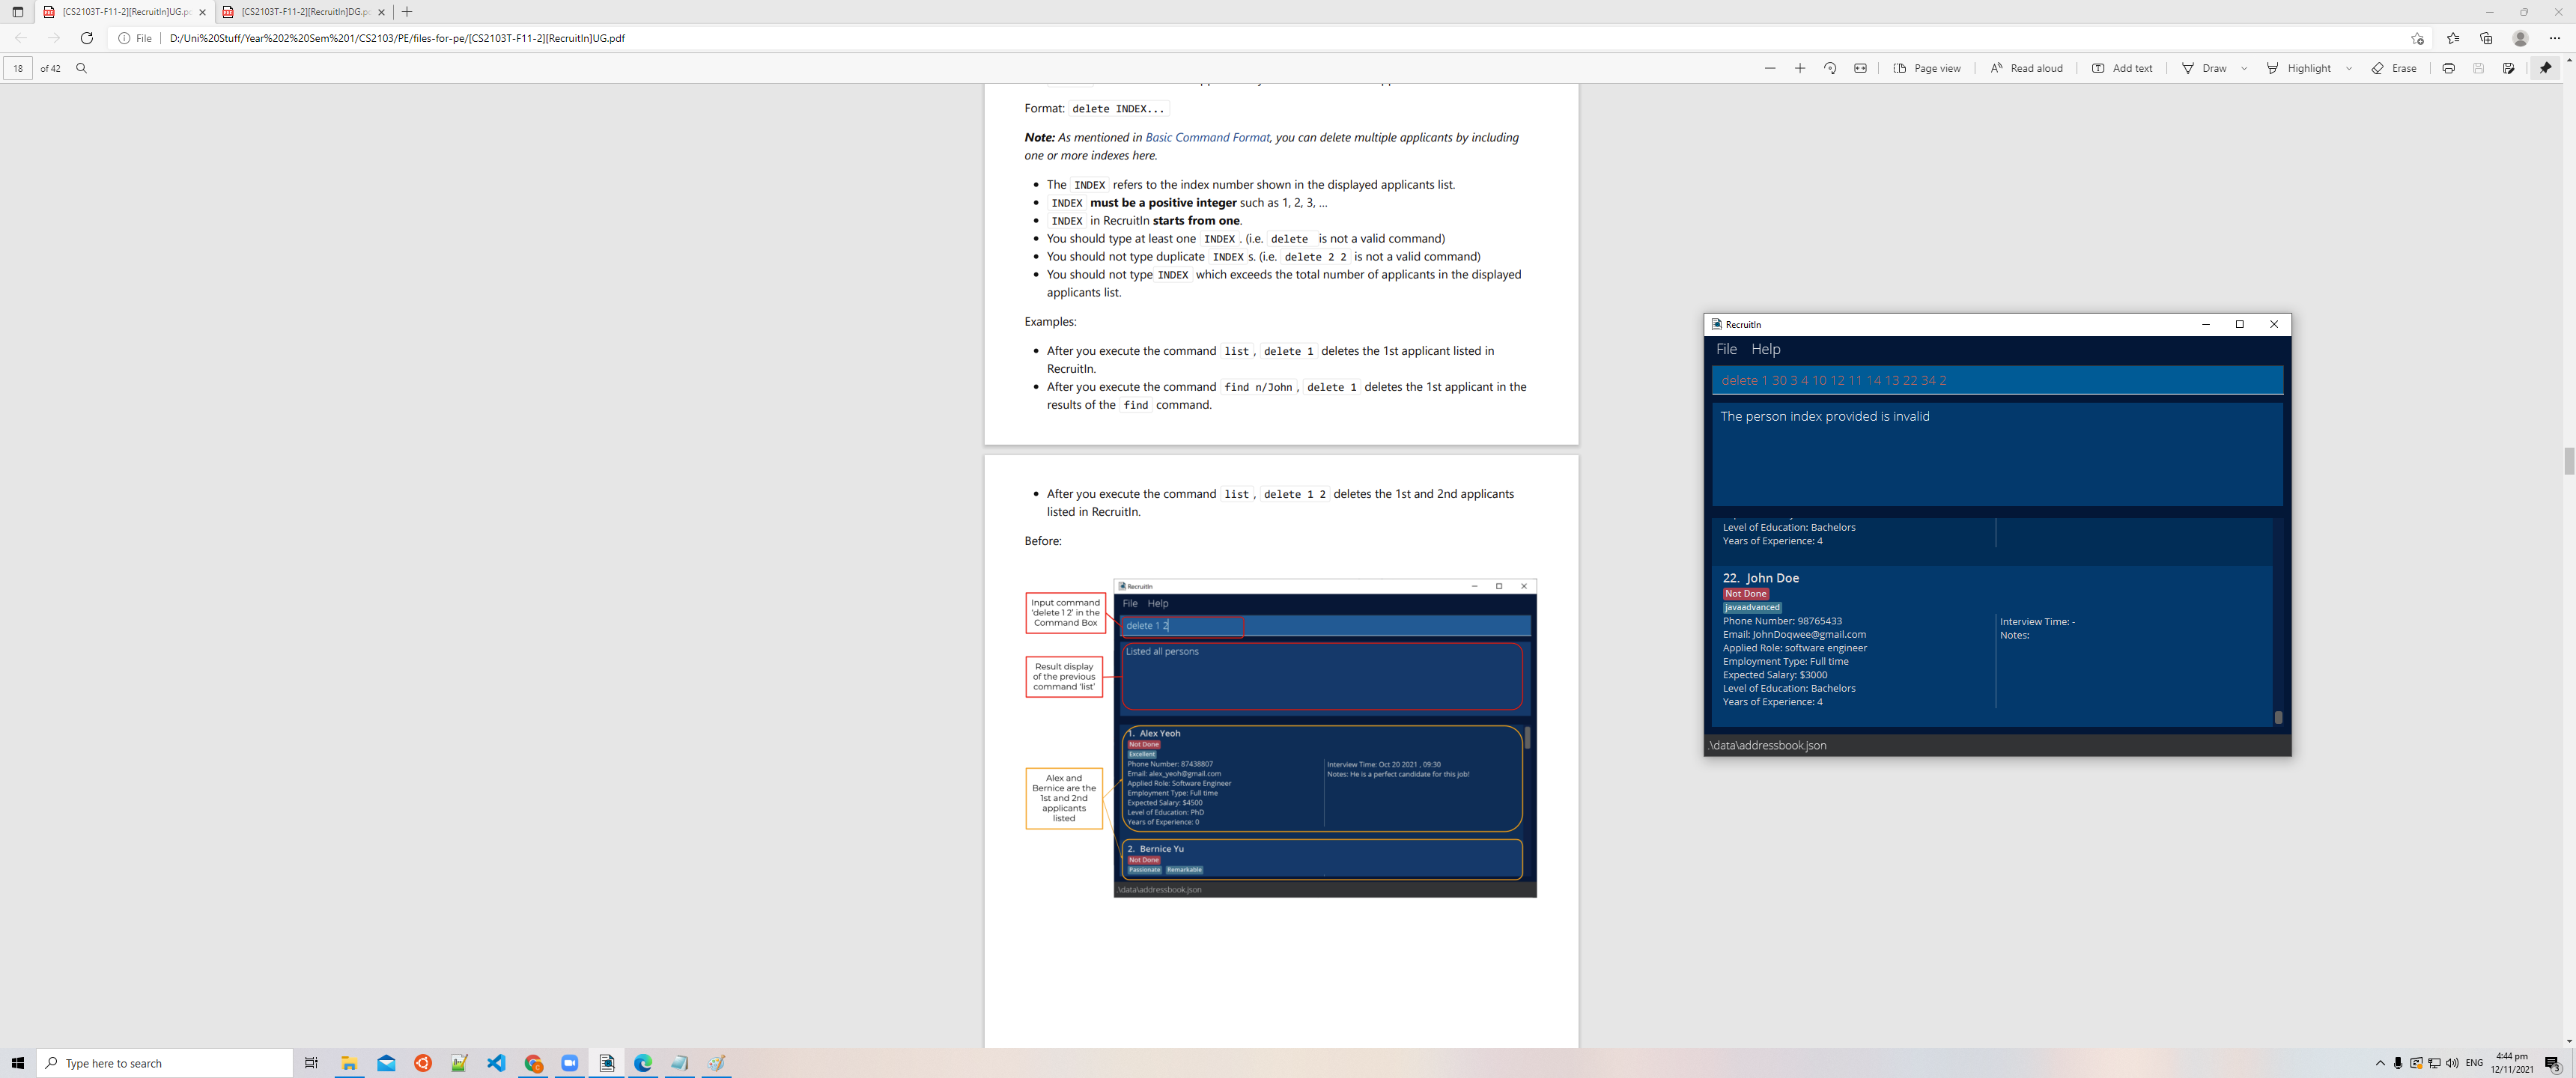 [CS2103T-F11-2][RecruitIn]UG.p
[CS2103T-F11-2][RecruitIn]DG.p
File
D:/Uni%20Stuff/Year%202%20Sem%201/CS2103/PE/files-for-pe/[CS2103T-F11-2][RecruitIn]UG.pdf
18 of 42
Page view
Read aloud
Add text
Draw
Highlight
Erase
Format: delete INDEX...
Note: As mentioned in Basic Command Format, you can delete multiple applicants by including
one or more indexes here.
• The INDEX refers to the index number shown in the displayed applicants list.
• INDEX must be a positive integer such as 1, 2, 3, ...
• INDEX in RecruitIn starts from one.
• You should type at least one INDEX . (i.e. delete is not a valid command)
• You should not type duplicate INDEX s. (i.e. delete 2 2 is not a valid command)
• You should not type INDEX which exceeds the total number of applicants in the displayed
applicants list.
Examples:
• After you execute the command list , delete 1 deletes the 1st applicant listed in
RecruitIn.
• After you execute the command find n/John , delete 1 deletes the 1st applicant in the
results of the find command.
• After you execute the command list , delete 1 2 deletes the 1st and 2nd applicants
listed in RecruitIn.
Before:
Input command
'delete 1 2' in the
Command Box
Result display
of the previous
command 'list'
Alex and
Bernice are the
1st and 2nd
applicants
listed
RecruitIn
File Help
delete 1 2
Listed all persons
1. Alex Yeoh
Not Done
Excellent
Phone Number: 87438807
Email: alex_yeoh@gmail.com
Applied Role: Software Engineer
Employment Type: Full time
Expected Salary: $4500
Level of Education: PhD
Years of Experience: 0
Interview Time: Oct 20 2021 , 09:30
Notes: He is a perfect candidate for this job!
2. Bernice Yu
Not Done
Passionate Remarkable
.\data\addressbook.json
RecruitIn
File Help
delete 1 30 3 4 10 12 11 14 13 22 34 2
The person index provided is invalid
Level of Education: Bachelors
Years of Experience: 4
22. John Doe
Not Done
javaadvanced
Phone Number: 98765433
Email: JohnDoqwee@gmail.com
Applied Role: software engineer
Employment Type: Full time
Expected Salary: $3000
Level of Education: Bachelors
Years of Experience: 4
Interview Time: -
Notes:
.\data\addressbook.json
Type here to search
ENG
4:44 pm
12/11/2021
3